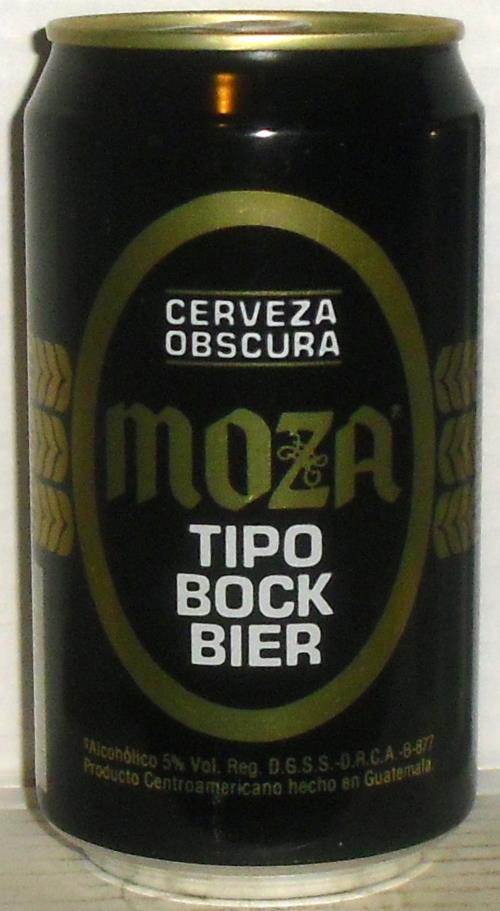 CERVEZA
OBSCURA
MOZA®
TIPO
BOCK
BIER
°Alcohólico 5% Vol. Reg. D.G.S.S.-D.R.C.A.-B-877
Producto Centroamericano hecho en Guatemala